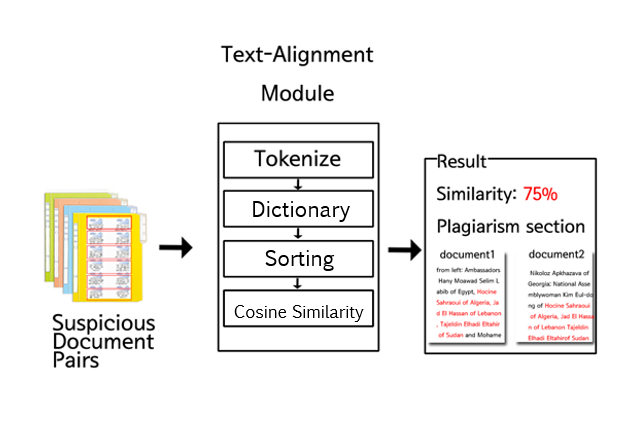 Text-Alignment
Module
Tokenize
Dictionary
Sorting
Cosine Similarity
Suspicious
Document
Pairs
Result
Similarity: 75%
Plagiarism section
document1
from left: Ambassadors
Hany Moawad Selim L
abib of Egypt, Hocine
Sahraoui of Algeria, Ja
d El Hassan of Lebanon
, Tajeldin Elhadi Eltahir
of Sudan and Mohame
document2
Nikoloz Apkhazava of
Georgia; National Asse
mblywoman Kim Eul-do
ng of Hocine Sahraoui
of Algeria, Jad El Hassa
n of Lebanon Tajeldin
Elhadi Eltahirof Sudan